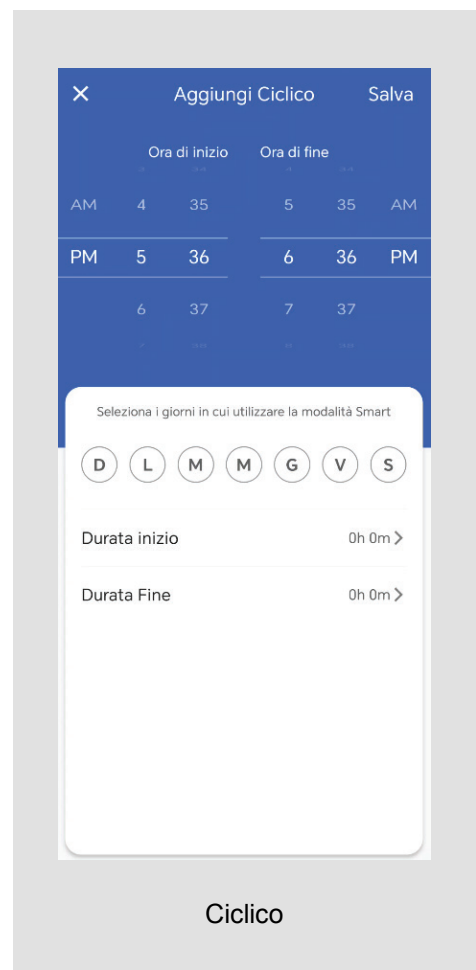 ✕ Aggiungi Ciclico Salva
Ora di inizio Ora di fine
AM 4 35 5 35 AM
PM 5 36 6 36 PM
6 37 7 37
Seleziona i giorni in cui utilizzare la modalità Smart
D L M M G V S
Durata inizio 0h 0m >
Durata Fine 0h 0m >
Ciclico